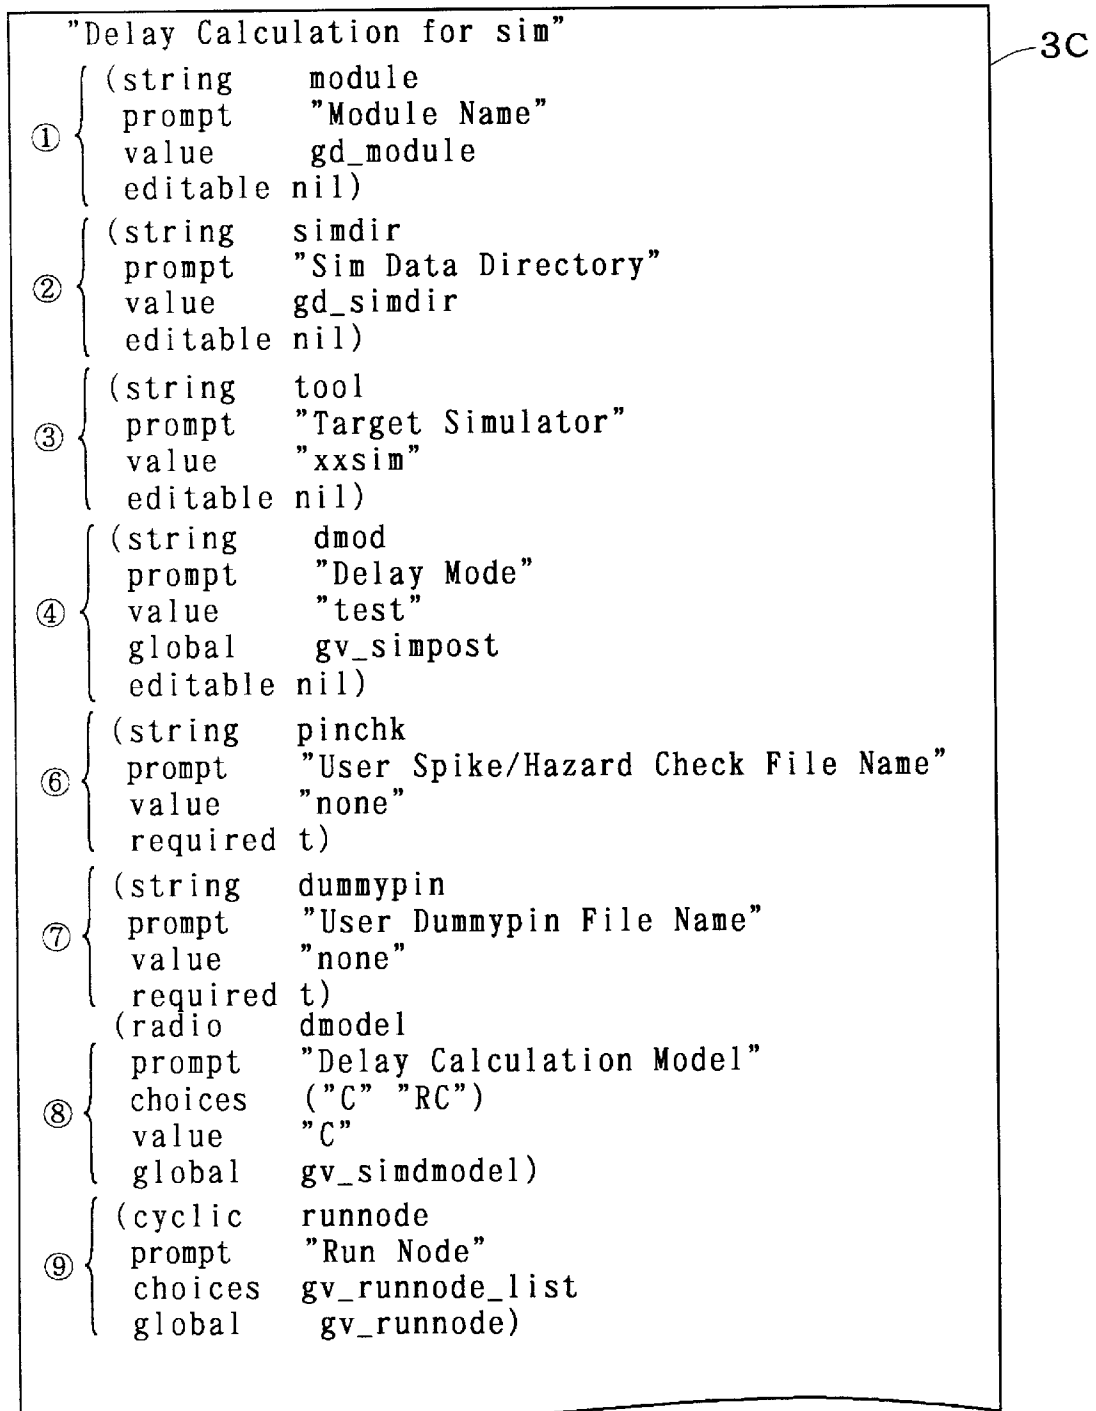 "Delay Calculation for sim"
3C
(string module
prompt "Module Name"
① value gd_module
editable nil)
(string simdir
prompt "Sim Data Directory"
② value gd_simdir
editable nil)
(string tool
prompt "Target Simulator"
③ value "xxsim"
editable nil)
(string dmod
prompt "Delay Mode"
④ value "test"
global gv_simpost
editable nil)
(string pinchk
prompt "User Spike/Hazard Check File Name"
⑥ value "none"
required t)
(string dummypin
prompt "User Dummypin File Name"
⑦ value "none"
required t)
(radio dmodel
prompt "Delay Calculation Model"
⑧ choices ("C" "RC")
value "C"
global gv_simdmodel)
(cyclic runnode
prompt "Run Node"
⑨ choices gv_runnode_list
global gv_runnode)